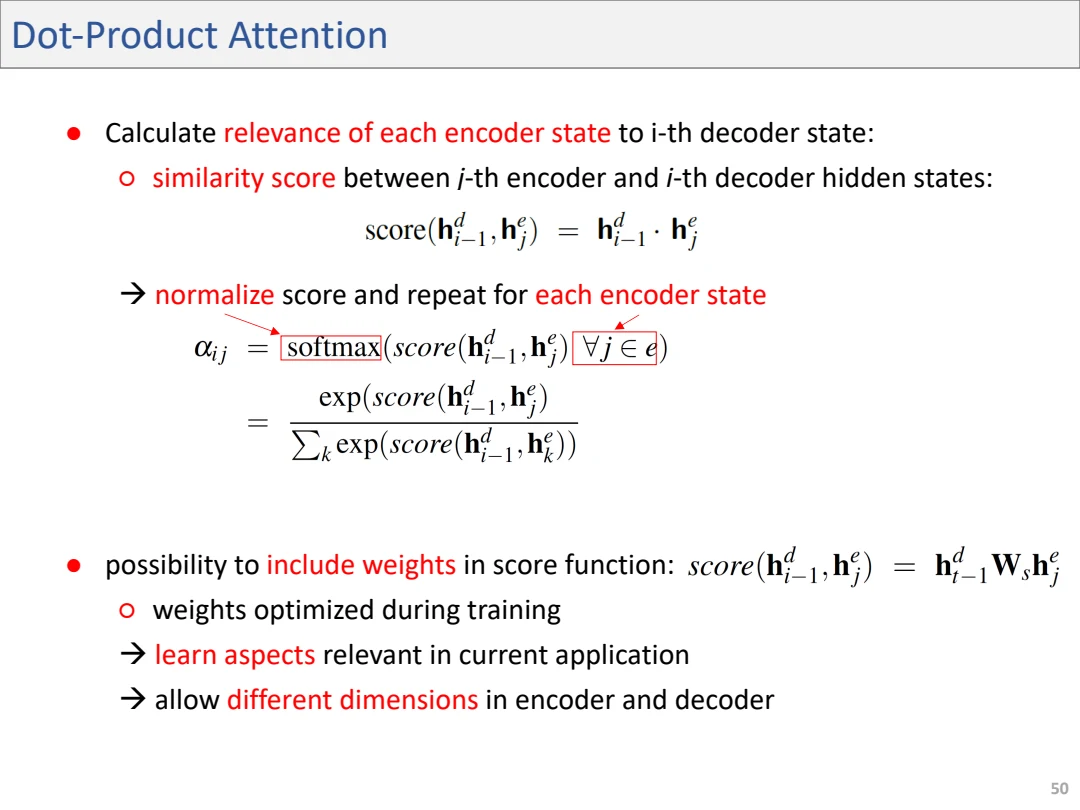 Dot-Product Attention
● Calculate relevance of each encoder state to i-th decoder state:
○ similarity score between j-th encoder and i-th decoder hidden states:
score(𝐡^d_{i−1}, 𝐡^e_j) = 𝐡^d_{i−1} · 𝐡^e_j
→ normalize score and repeat for each encoder state
α_{ij} = softmax(score(𝐡^d_{i−1}, 𝐡^e_j) ∀j ∈ e)
= exp(score(𝐡^d_{i−1}, 𝐡^e_j) / ∑_k exp(score(𝐡^d_{i−1}, 𝐡^e_k))
● possibility to include weights in score function: score(𝐡^d_{i−1}, 𝐡^e_j) = 𝐡^d_{t−1}𝐖_s𝐡^e_j
○ weights optimized during training
→ learn aspects relevant in current application
→ allow different dimensions in encoder and decoder
50